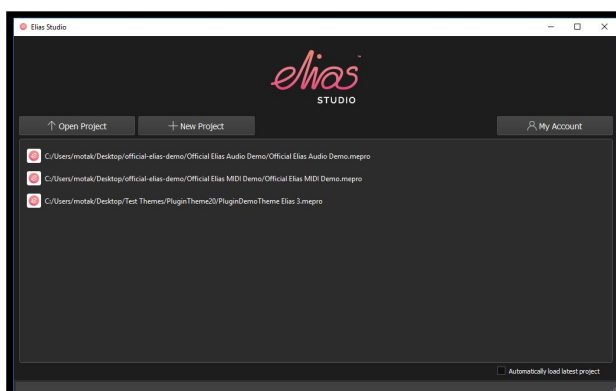 Elias Studio
elias™
STUDIO
Open Project
New Project
My Account
C:/Users/motak/Desktop/official-elias-demo/Official Elias Audio Demo/Official Elias Audio Demo.mepro
C:/Users/motak/Desktop/official-elias-demo/Official Elias MIDI Demo/Official Elias MIDI Demo.mepro
C:/Users/motak/Desktop/Test Themes/PluginTheme20/PluginDemoTheme Elias 3.mepro
Automatically load latest project